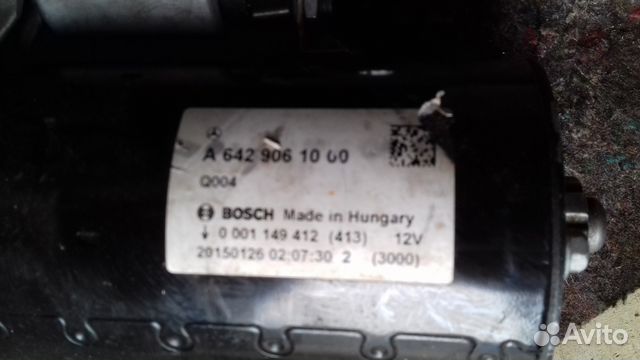 A 642 906 10 00
Q004
BOSCH Made in Hungary
0 001 149 412 (413) 12V
20150126 02:07:30 2 (3000)
Avito